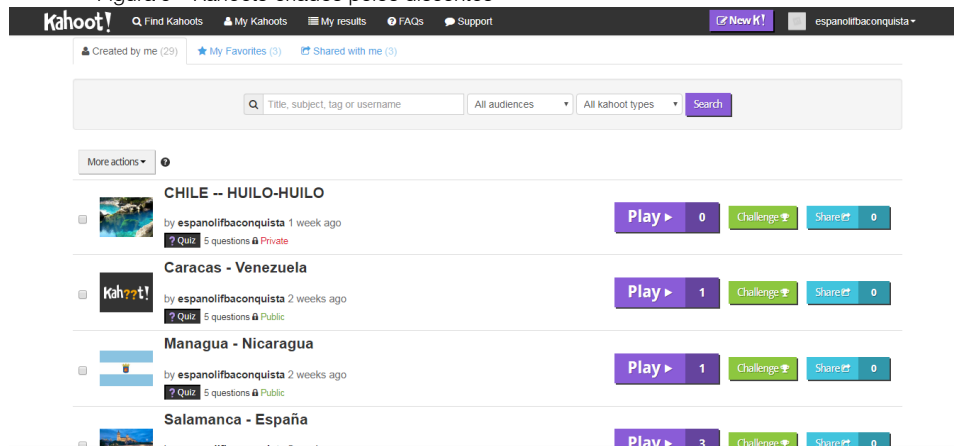 Kahoot! Find Kahoots My Kahoots My results FAQs Support New K! espanolifbaconquista
Created by me (29) My Favorites (3) Shared with me (3)
Title, subject, tag or username All audiences All kahoot types Search
More actions
CHILE -- HUILO-HUILO
by espanolifbaconquista 1 week ago
Play 0 Challenge Share 0
? Quiz 5 questions Private
Caracas - Venezuela
Kah??t!
by espanolifbaconquista 2 weeks ago
Play 1 Challenge Share 0
? Quiz 5 questions Public
Managua - Nicaragua
by espanolifbaconquista 2 weeks ago
Play 1 Challenge Share 0
? Quiz 5 questions Public
Salamanca - España
Play 3 Challenge Share 0